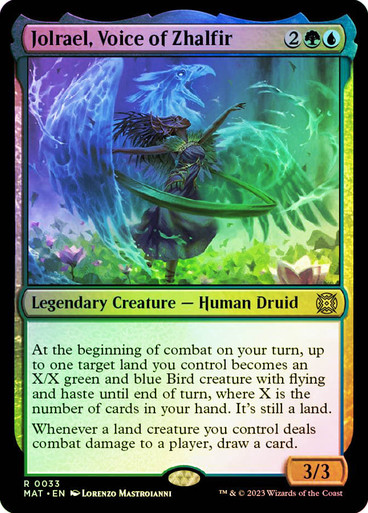 Jolrael, Voice of Zhalfir 2
Legendary Creature — Human Druid
At the beginning of combat on your turn, up
to one target land you control becomes an
X/X green and blue Bird creature with flying
and haste until end of turn, where X is the
number of cards in your hand. It's still a land.
Whenever a land creature you control deals
combat damage to a player, draw a card.
3/3
R 0033
MAT • EN Lorenzo Mastroianni
™ & © 2023 Wizards of the Coast